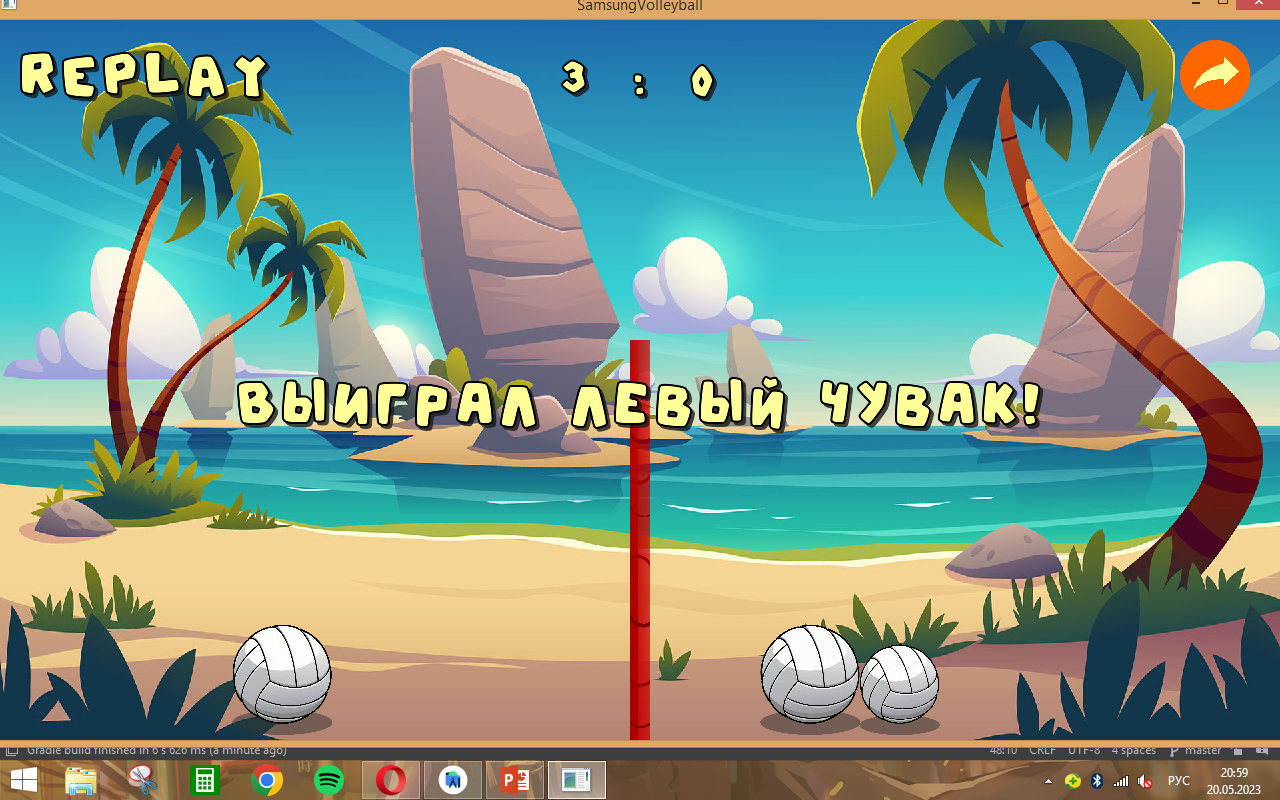 SamsungVolleyball
REPLAY
3 : 0
ВЫИГРАЛ ЛЕВЫЙ ЧУВАК!
Gradle build finished in 6 s 626 ms (a minute ago)
48:10 CRLF UTF-8 4 spaces master
РУС
20:59
20.05.2023